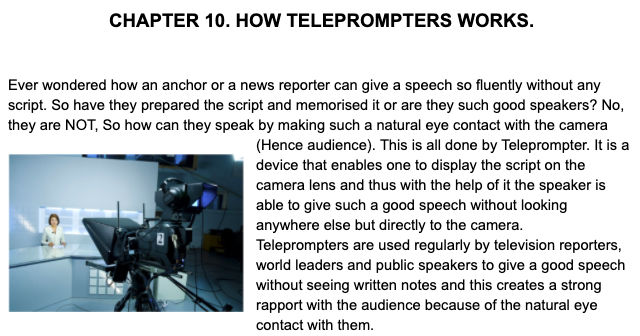 CHAPTER 10. HOW TELEPROMPTERS WORKS.
Ever wondered how an anchor or a news reporter can give a speech so fluently without any
script. So have they prepared the script and memorised it or are they such good speakers? No,
they are NOT, So how can they speak by making such a natural eye contact with the camera
(Hence audience). This is all done by Teleprompter. It is a
device that enables one to display the script on the
camera lens and thus with the help of it the speaker is
able to give such a good speech without looking
anywhere else but directly to the camera.
Teleprompters are used regularly by television reporters,
world leaders and public speakers to give a good speech
without seeing written notes and this creates a strong
rapport with the audience because of the natural eye
contact with them.
2